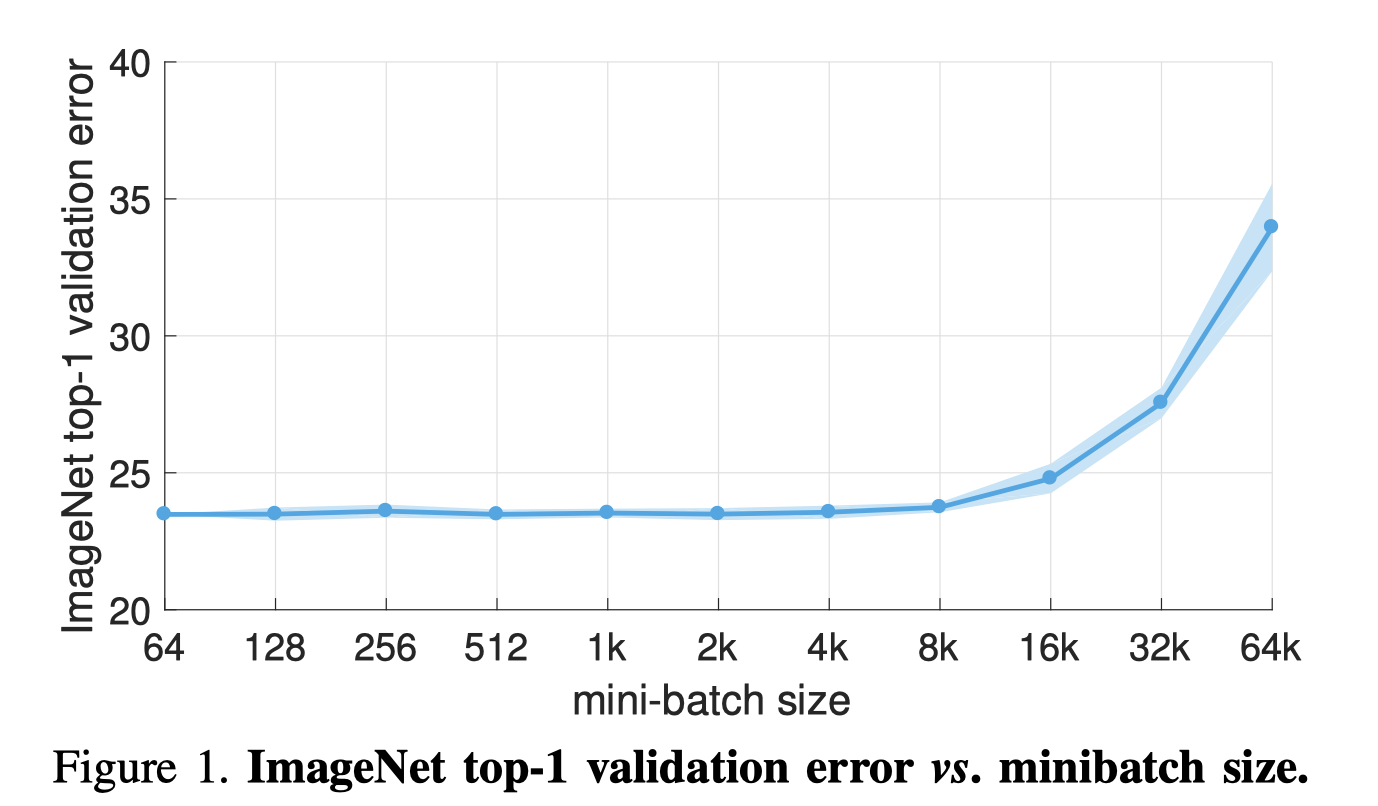 ImageNet top-1 validation error
40
35
30
25
20
64 128 256 512 1k 2k 4k 8k 16k 32k 64k
mini-batch size
Figure 1. ImageNet top-1 validation error vs. minibatch size.